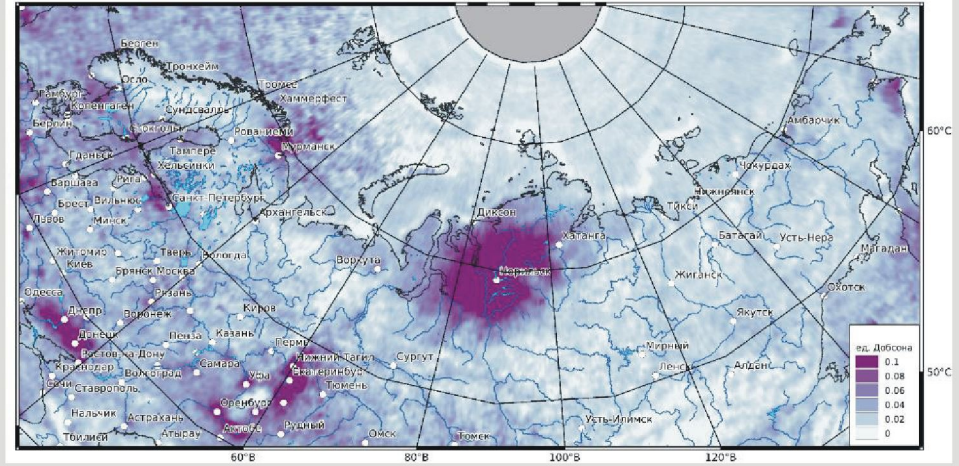 Берген
Тронхейм
Осло
Тромсё
Хаммерфест
Гамбург
Копенгаген
Сундсвалль
Амбарчик
60°С
Берлин
Стокгольм
Рованиеми
Мурманск
Тампере
Гданьск
Хельсинки
Чокурдах
Варшава
Рига
Нижнеянск
Брест
Вильнюс
Санкт-Петербург
Тикси
Львов
Минск
Архангельск
Диксон
Хатанга
Батагай
Усть-Нера
Магадан
Житомир
Тверь
Вологда
Воркута
Киев
Брянск
Москва
Норильск
Жиганск
Охотск
Одесса
Рязань
Днепр
Воронеж
Киров
Якутск
Донецк
Пенза
Казань
Пермь
Мирный
ед. Добсона
Ростов-на-Дону
Нижний Тагил
Сургут
0.1
Краснодар
Волгоград
Самара
Екатеринбург
Ленск
Алдан
0.08
50°С
Сочи
Ставрополь
Уфа
Тюмень
0.06
Оренбург
0.04
Нальчик
Астрахань
Актобе
Рудный
Усть-Илимск
0.02
Тбилиси
Атырау
Омск
Томск
0
60°В
80°В
100°В
120°В